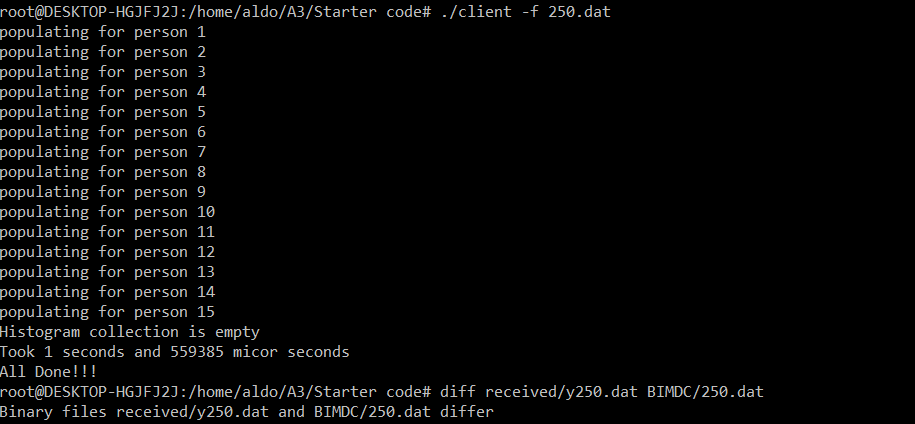 root@DESKTOP-HGJFJ2J:/home/aldo/A3/Starter code# ./client -f 250.dat
populating for person 1
populating for person 2
populating for person 3
populating for person 4
populating for person 5
populating for person 6
populating for person 7
populating for person 8
populating for person 9
populating for person 10
populating for person 11
populating for person 12
populating for person 13
populating for person 14
populating for person 15
Histogram collection is empty
Took 1 seconds and 559385 micor seconds
All Done!!!
root@DESKTOP-HGJFJ2J:/home/aldo/A3/Starter code# diff received/y250.dat BIMDC/250.dat
Binary files received/y250.dat and BIMDC/250.dat differ